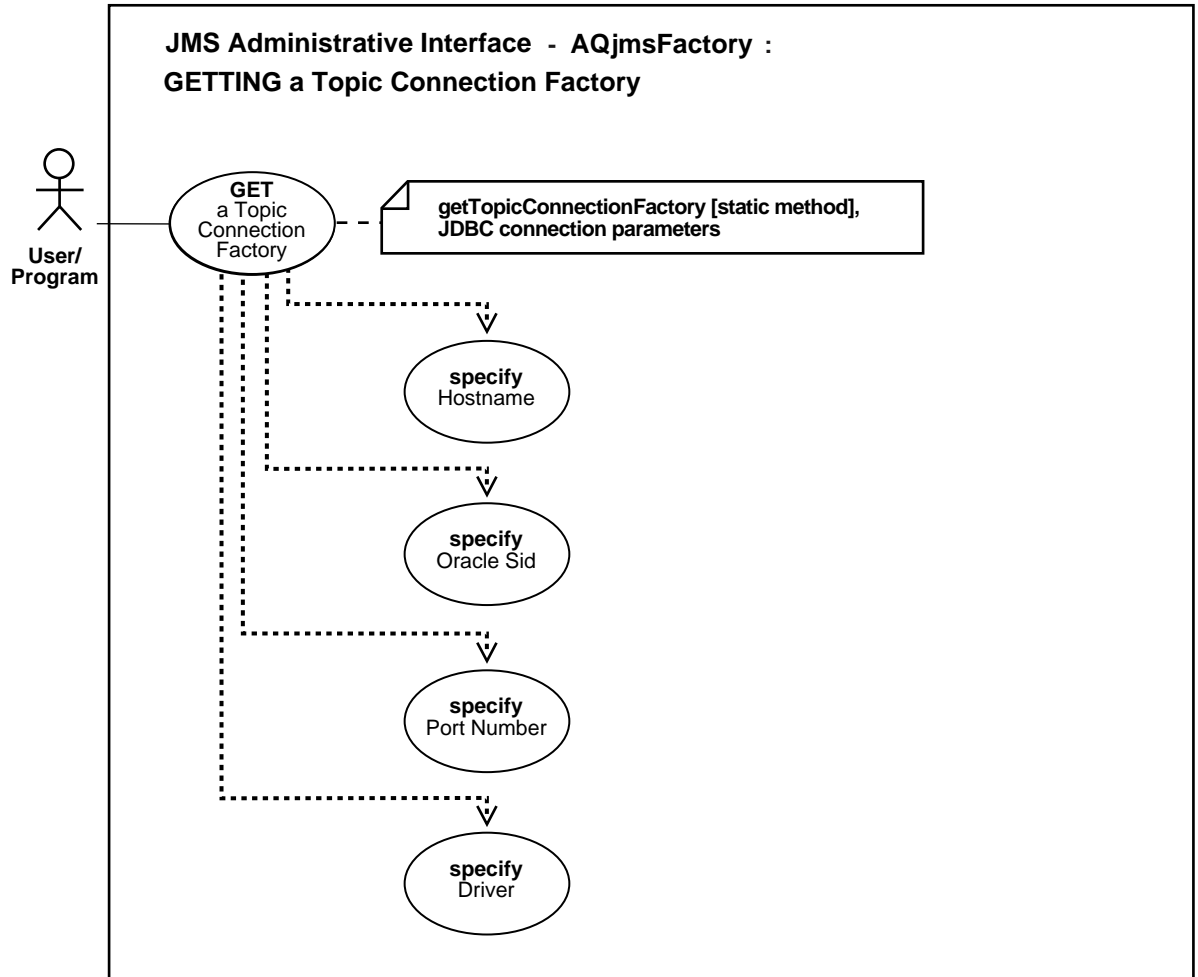 JMS Administrative Interface - AQjmsFactory :
GETTING a Topic Connection Factory
User/
Program
GET
a Topic
Connection
Factory
getTopicConnectionFactory [static method],
JDBC connection parameters
specify
Hostname
specify
Oracle Sid
specify
Port Number
specify
Driver